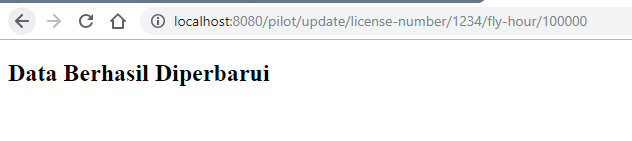 localhost:8080/pilot/update/license-number/1234/fly-hour/100000
Data Berhasil Diperbarui